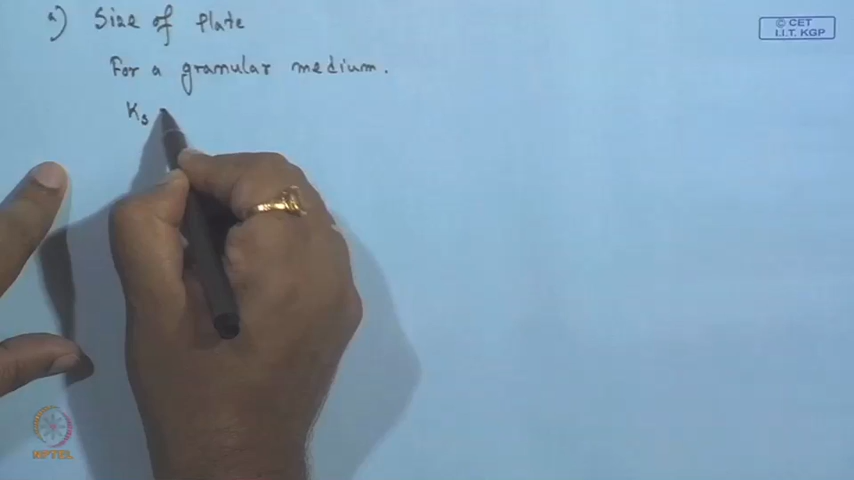 a) Size of Plate
For a granular medium.
Ks
© CET
I.I.T. KGP
NPTEL